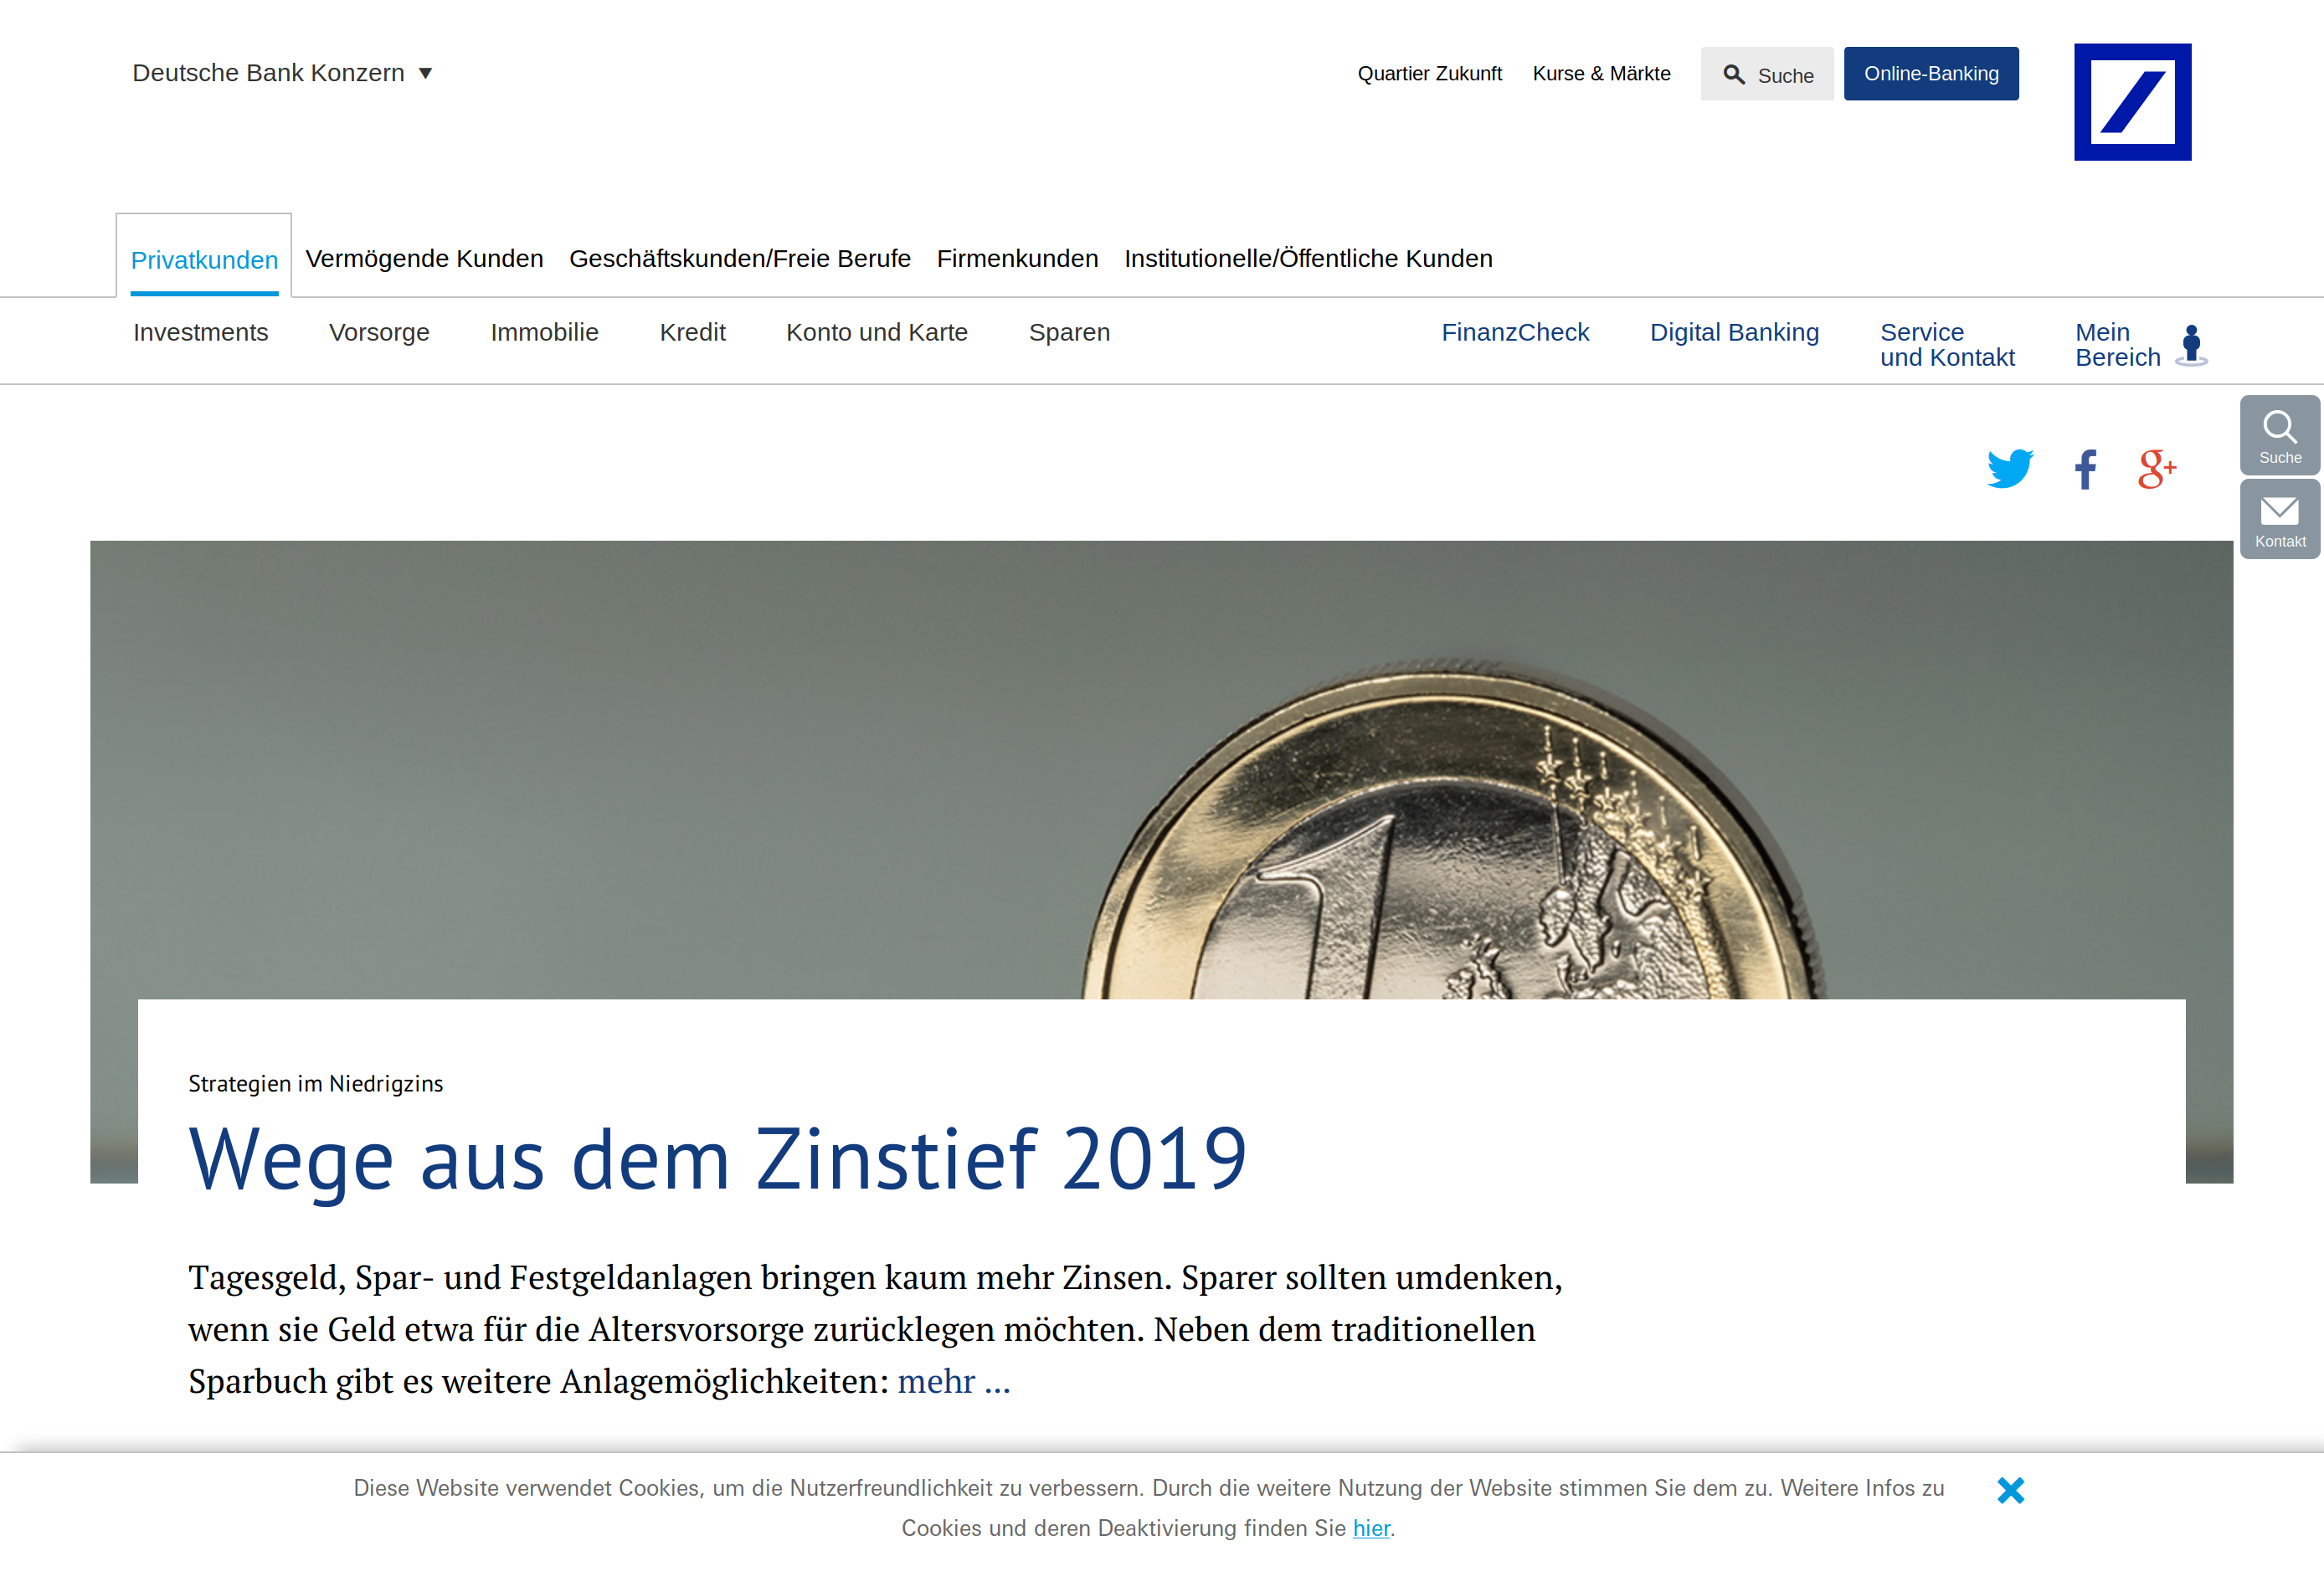 Deutsche Bank Konzern ▼
Quartier Zukunft
Kurse & Märkte
Suche
Online-Banking
Privatkunden
Vermögende Kunden
Geschäftskunden/Freie Berufe
Firmenkunden
Institutionelle/Öffentliche Kunden
Investments
Vorsorge
Immobilie
Kredit
Konto und Karte
Sparen
FinanzCheck
Digital Banking
Service
und Kontakt
Mein
Bereich
Suche
Kontakt
f
g+
1
Strategien im Niedrigzins
Wege aus dem Zinstief 2019
Tagesgeld, Spar- und Festgeldanlagen bringen kaum mehr Zinsen. Sparer sollten umdenken,
wenn sie Geld etwa für die Altersvorsorge zurücklegen möchten. Neben dem traditionellen
Sparbuch gibt es weitere Anlagemöglichkeiten: mehr ...
Diese Website verwendet Cookies, um die Nutzerfreundlichkeit zu verbessern. Durch die weitere Nutzung der Website stimmen Sie dem zu. Weitere Infos zu
Cookies und deren Deaktivierung finden Sie hier.